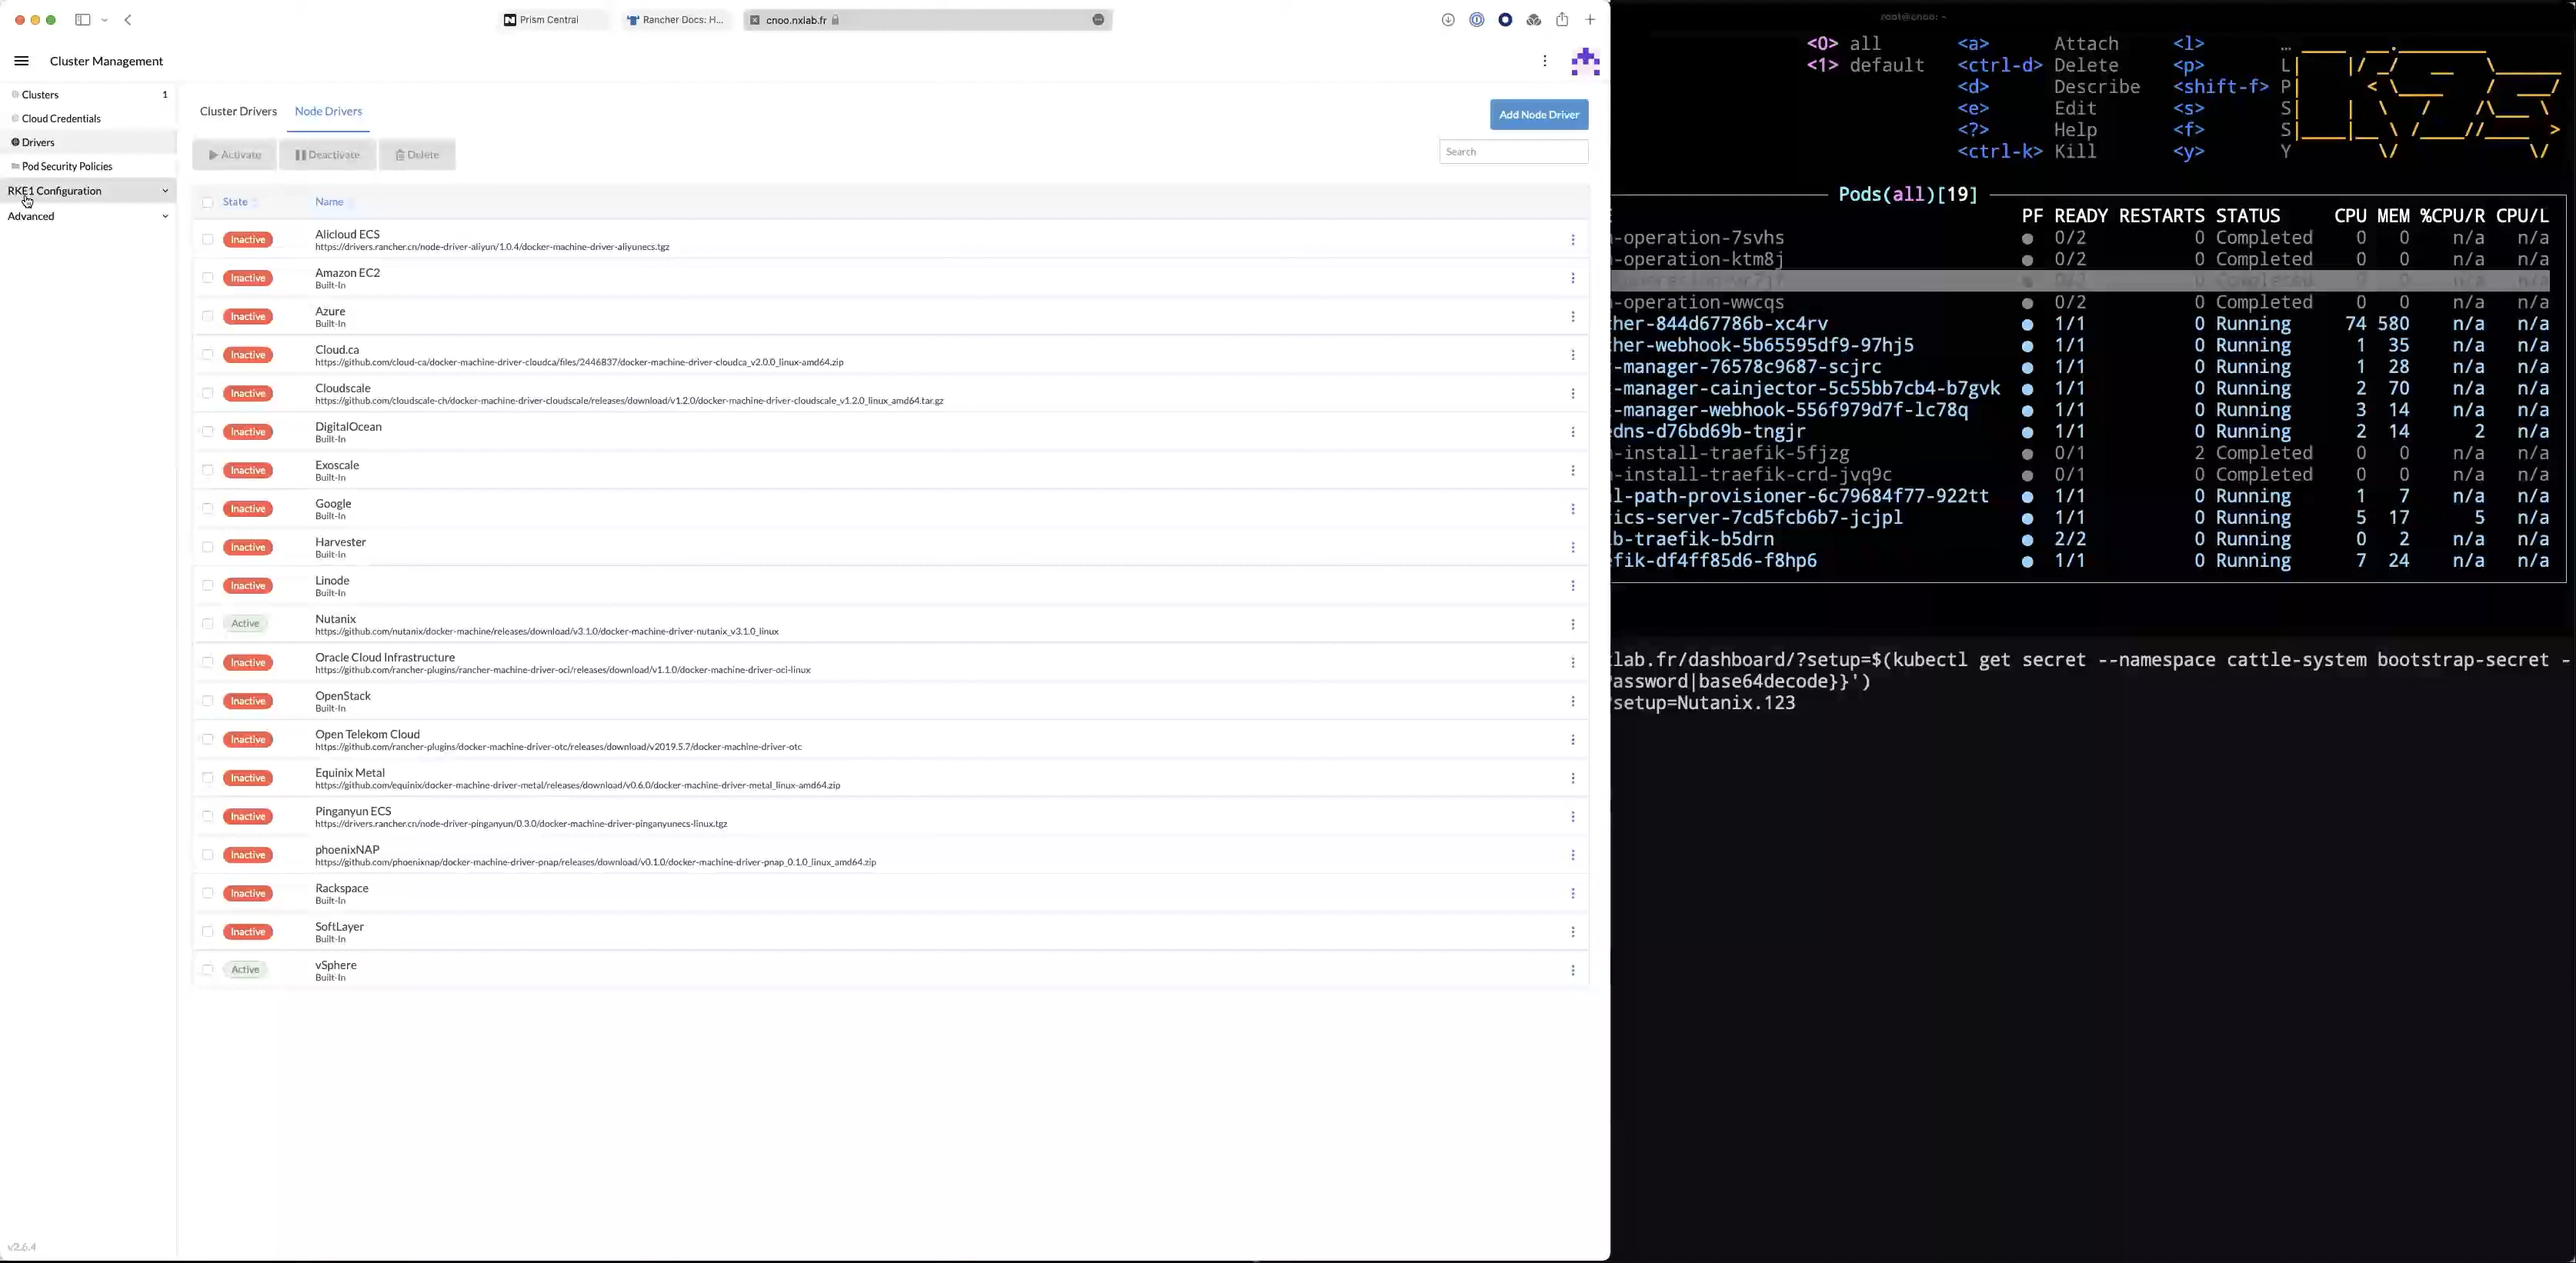 Prism Central
Rancher Docs: H...
cnoo.nxlab.fr
Cluster Management
Clusters 1
Cloud Credentials
Drivers
Pod Security Policies
RKE1 Configuration
Advanced
v2.6.4
Cluster Drivers Node Drivers
Add Node Driver
Activate Deactivate Delete
Search
State Name
Inactive Alicloud ECS
https://drivers.rancher.cn/node-driver-aliyun/1.0.4/docker-machine-driver-aliyunecs.tgz
Inactive Amazon EC2
Built-In
Inactive Azure
Built-In
Inactive Cloud.ca
https://github.com/cloud-ca/docker-machine-driver-cloudca/files/2446837/docker-machine-driver-cloudca_v2.0.0_linux-amd64.zip
Inactive Cloudscale
https://github.com/cloudscale-ch/docker-machine-driver-cloudscale/releases/download/v1.2.0/docker-machine-driver-cloudscale_v1.2.0_linux_amd64.tar.gz
Inactive DigitalOcean
Built-In
Inactive Exoscale
Built-In
Inactive Google
Built-In
Inactive Harvester
Built-In
Inactive Linode
Built-In
Active Nutanix
https://github.com/nutanix/docker-machine/releases/download/v3.1.0/docker-machine-driver-nutanix_v3.1.0_linux
Inactive Oracle Cloud Infrastructure
https://github.com/rancher-plugins/rancher-machine-driver-oci/releases/download/v1.1.0/docker-machine-driver-oci-linux
Inactive OpenStack
Built-In
Inactive Open Telekom Cloud
https://github.com/rancher-plugins/docker-machine-driver-otc/releases/download/v2019.5.7/docker-machine-driver-otc
Inactive Equinix Metal
https://github.com/equinix/docker-machine-driver-metal/releases/download/v0.6.0/docker-machine-driver-metal_linux-amd64.zip
Inactive Pinganyun ECS
https://drivers.rancher.cn/node-driver-pinganyun/0.3.0/docker-machine-driver-pinganyunecs-linux.tgz
Inactive phoenixNAP
https://github.com/phoenixnap/docker-machine-driver-pnap/releases/download/v0.1.0/docker-machine-driver-pnap_0.1.0_linux_amd64.zip
Inactive Rackspace
Built-In
Inactive SoftLayer
Built-In
Active vSphere
Built-In
root@cnoo: ~
<0> all <a> Attach <l> …
<1> default <ctrl-d> Delete <p> L
<d> Describe <shift-f> P
<e> Edit <s> S
<?> Help <f> S
<ctrl-k> Kill <y> Y
Pods(all)[19]
PF READY RESTARTS STATUS CPU MEM %CPU/R CPU/L
-operation-7svhs ● 0/2 0 Completed 0 0 n/a n/a
-operation-ktm8j ● 0/2 0 Completed 0 0 n/a n/a
-operation-wwcqs ● 0/2 0 Completed 0 0 n/a n/a
her-844d67786b-xc4rv ● 1/1 0 Running 74 580 n/a n/a
her-webhook-5b65595df9-97hj5 ● 1/1 0 Running 1 35 n/a n/a
-manager-76578c9687-scjrc ● 1/1 0 Running 1 28 n/a n/a
-manager-cainjector-5c55bb7cb4-b7gvk ● 1/1 0 Running 2 70 n/a n/a
-manager-webhook-556f979d7f-lc78q ● 1/1 0 Running 3 14 n/a n/a
dns-d76bd69b-tngjr ● 1/1 0 Running 2 14 2 n/a
-install-traefik-5fjzg ● 0/1 2 Completed 0 0 n/a n/a
-install-traefik-crd-jvq9c ● 0/1 0 Completed 0 0 n/a n/a
l-path-provisioner-6c79684f77-922tt ● 1/1 0 Running 1 7 n/a n/a
ics-server-7cd5fcb6b7-jcjpl ● 1/1 0 Running 5 17 5 n/a
b-traefik-b5drn ● 2/2 0 Running 0 2 n/a n/a
fik-df4ff85d6-f8hp6 ● 1/1 0 Running 7 24 n/a n/a
lab.fr/dashboard/?setup=$(kubectl get secret --namespace cattle-system bootstrap-secret -
assword|base64decode}}')
setup=Nutanix.123